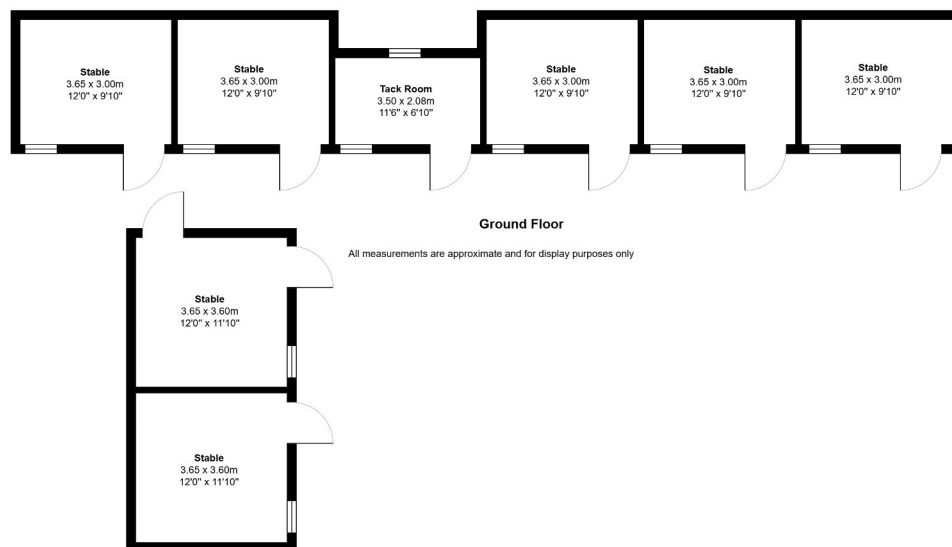 Stable
3.65 x 3.00m
12'0" x 9'10"
Stable
3.65 x 3.00m
12'0" x 9'10"
Tack Room
3.50 x 2.08m
11'6" x 6'10"
Stable
3.65 x 3.00m
12'0" x 9'10"
Stable
3.65 x 3.00m
12'0" x 9'10"
Stable
3.65 x 3.00m
12'0" x 9'10"
Ground Floor
All measurements are approximate and for display purposes only
Stable
3.65 x 3.60m
12'0" x 11'10"
Stable
3.65 x 3.60m
12'0" x 11'10"